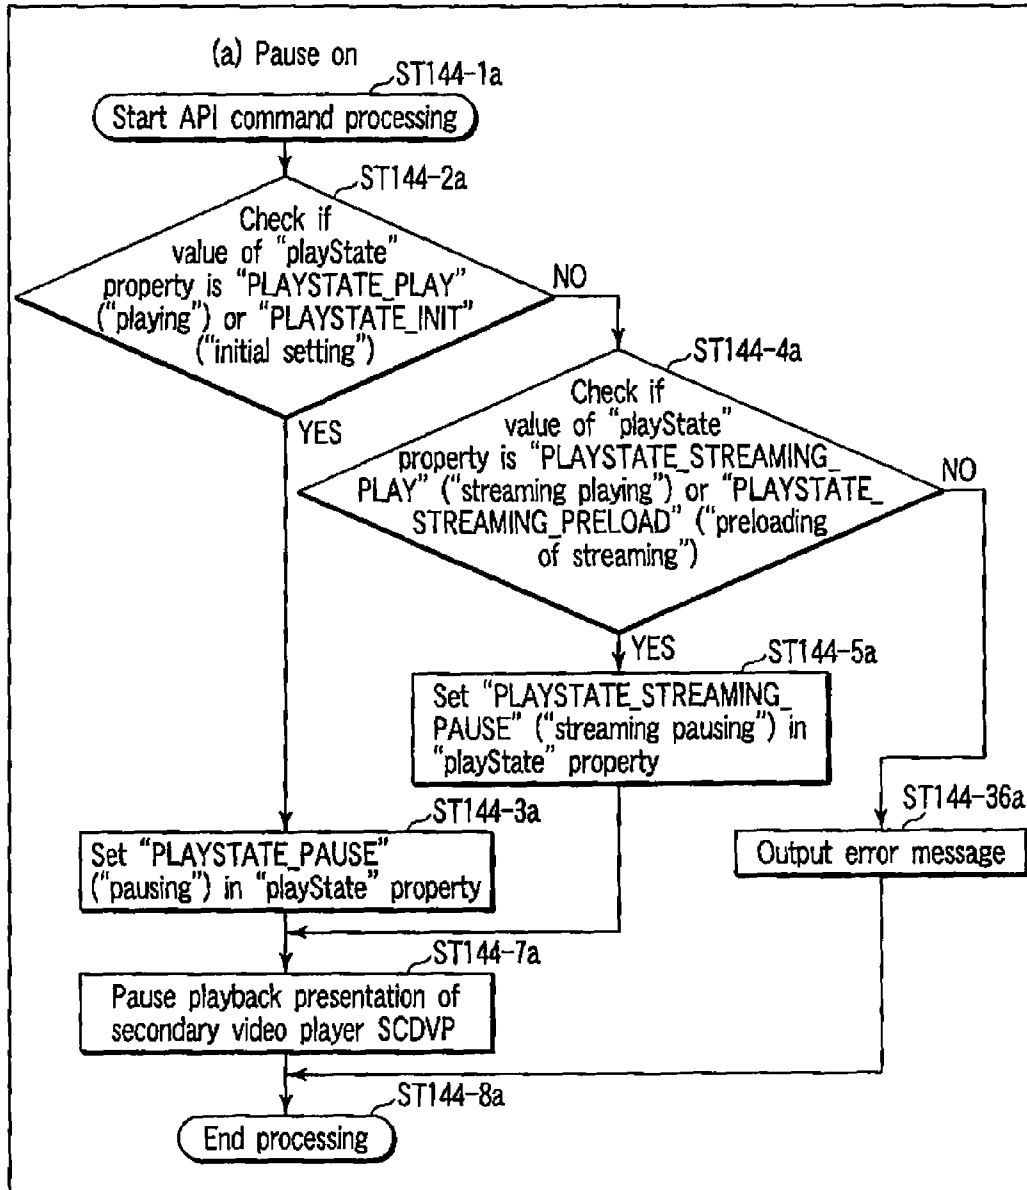 (a) Pause on
ST144-1a
Start API command processing
ST144-2a
Check if
value of "playState"
property is "PLAYSTATE_PLAY"
("playing") or "PLAYSTATE_INIT"
("initial setting")
NO
YES
ST144-4a
Check if
value of "playState"
property is "PLAYSTATE_STREAMING_
PLAY" ("streaming playing") or "PLAYSTATE_
STREAMING_PRELOAD" ("preloading
of streaming")
NO
YES
ST144-5a
Set "PLAYSTATE_STREAMING_
PAUSE" ("streaming pausing") in
"playState" property
ST144-3a
Set "PLAYSTATE_PAUSE"
("pausing") in "playState" property
ST144-36a
Output error message
ST144-7a
Pause playback presentation of
secondary video player SCDVP
ST144-8a
End processing